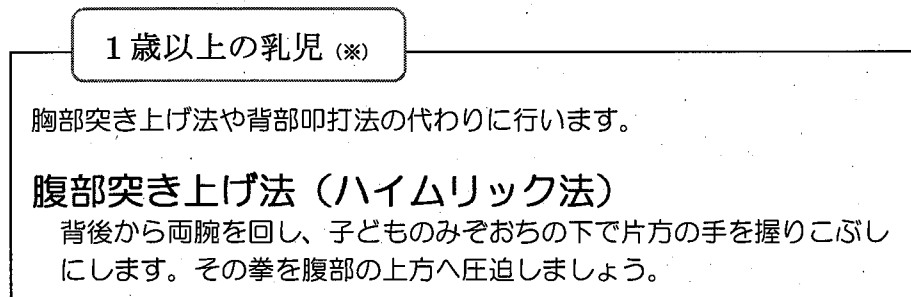 1歳以上の乳児(※)
胸部突き上げ法や背部叩打法の代わりに行います。
腹部突き上げ法(ハイムリック法)
背後から両腕を回し、子どものみぞおちの下で片方の手を握りこぶし
にします。その拳を腹部の上方へ圧迫しましょう。